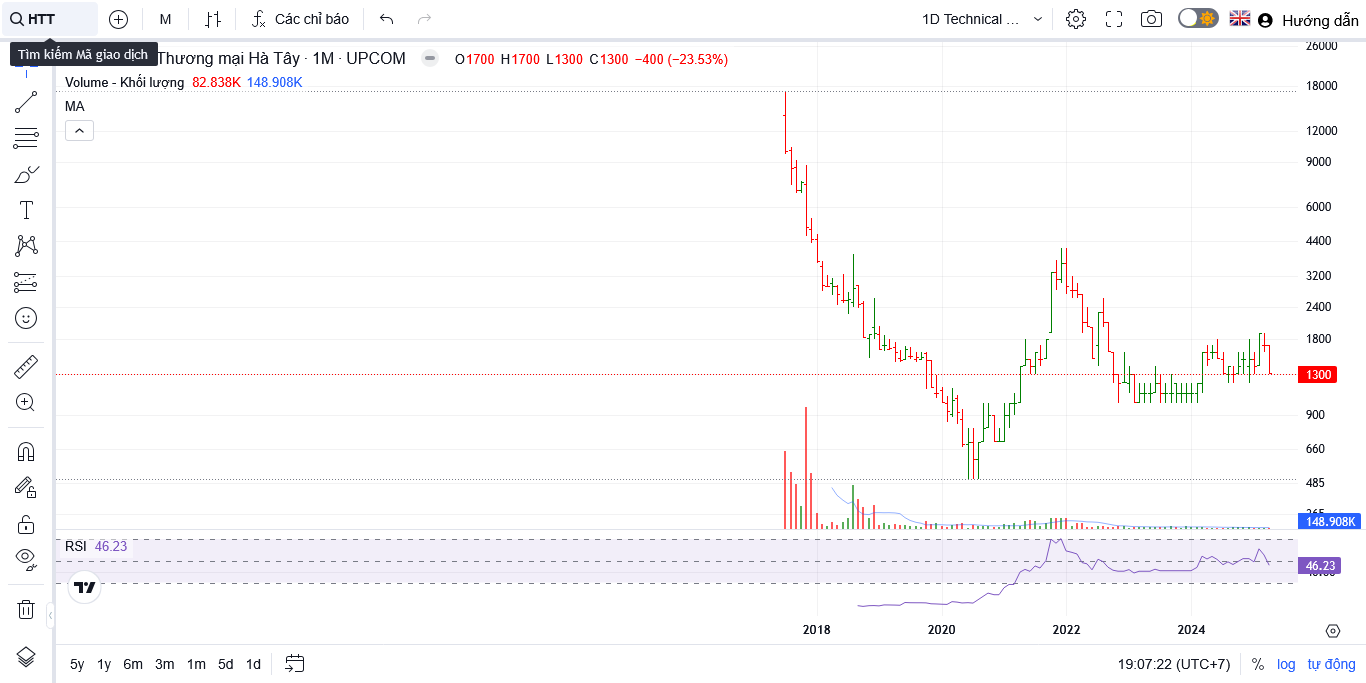 HTT
M
Các chỉ báo
1D Technical ...
Hướng dẫn
Tìm kiếm Mã giao dịch
Thương mại Hà Tây · 1M · UPCOM
O1700 H1700 L1300 C1300 −400 (−23.53%)
Volume - Khối lượng 82.838K 148.908K
MA
26000
18000
12000
9000
6000
4400
3200
2400
1800
1300
900
660
485
148.908K
RSI 46.23
46.23
2018
2020
2022
2024
5y 1y 6m 3m 1m 5d 1d
19:07:22 (UTC+7)
%
log
tự động